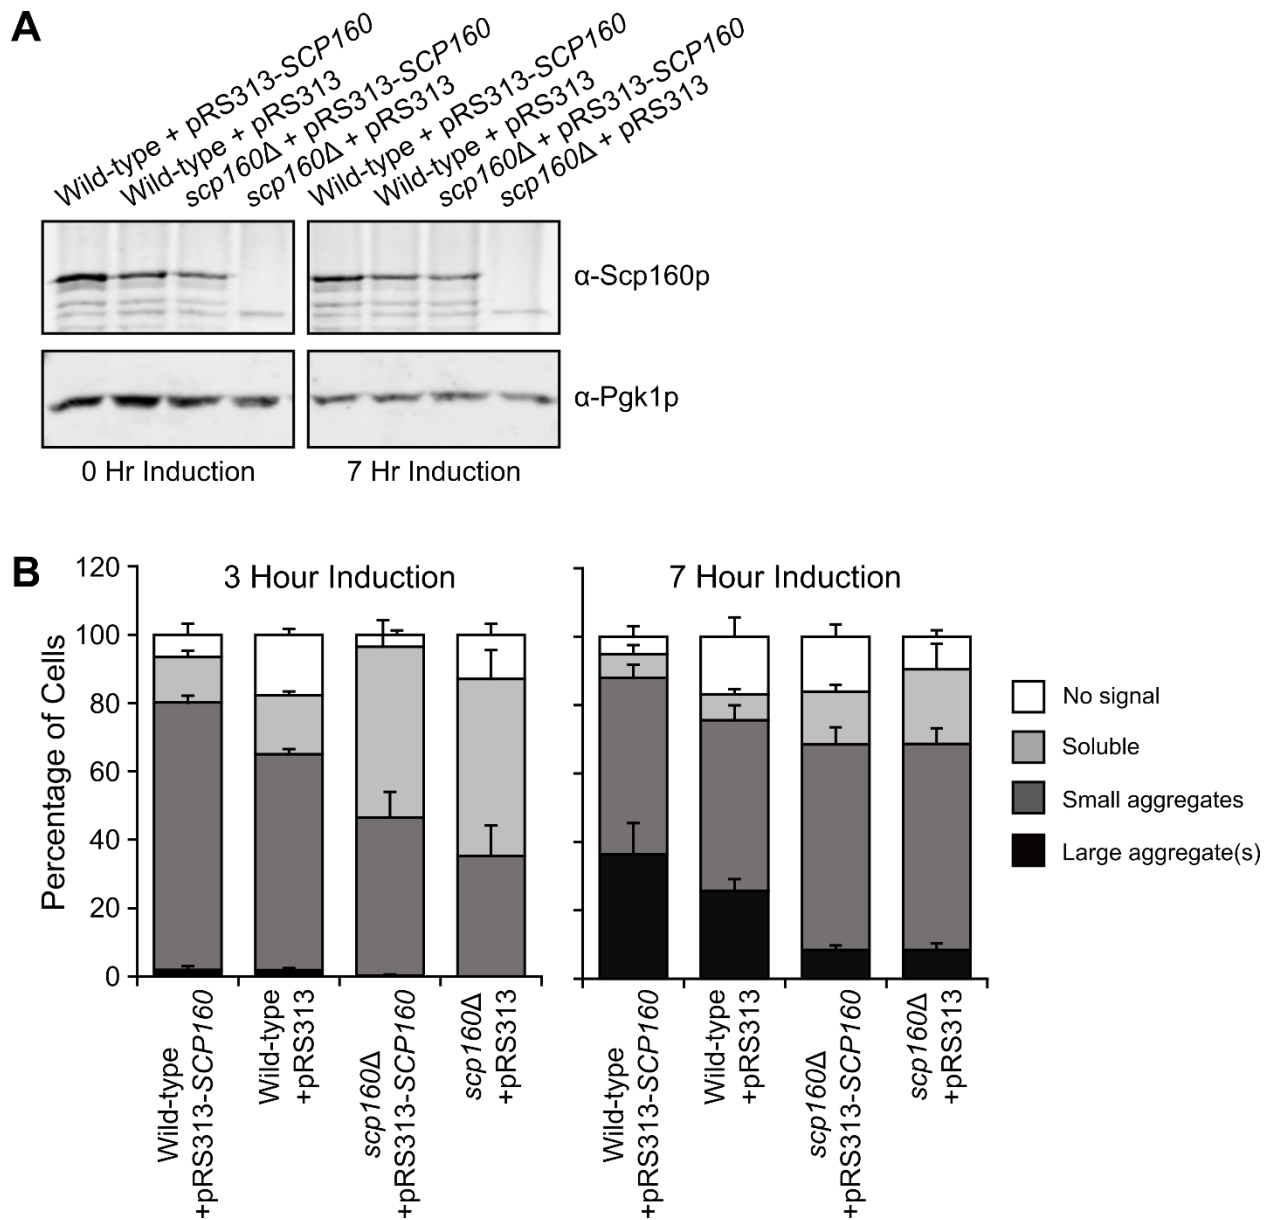 A
Wild-type + pRS313-SCP160
Wild-type + pRS313
scp160Δ + pRS313-SCP160
scp160Δ + pRS313
Wild-type + pRS313-SCP160
Wild-type + pRS313
scp160Δ + pRS313-SCP160
scp160Δ + pRS313
α-Scp160p
α-Pgk1p
0 Hr Induction
7 Hr Induction
B
Percentage of Cells
120
100
80
60
40
20
0
3 Hour Induction
7 Hour Induction
No signal
Soluble
Small aggregates
Large aggregate(s)
Wild-type
+pRS313-SCP160
Wild-type
+pRS313
scp160Δ
+pRS313-SCP160
scp160Δ
+pRS313
Wild-type
+pRS313-SCP160
Wild-type
+pRS313
scp160Δ
+pRS313-SCP160
scp160Δ
+pRS313